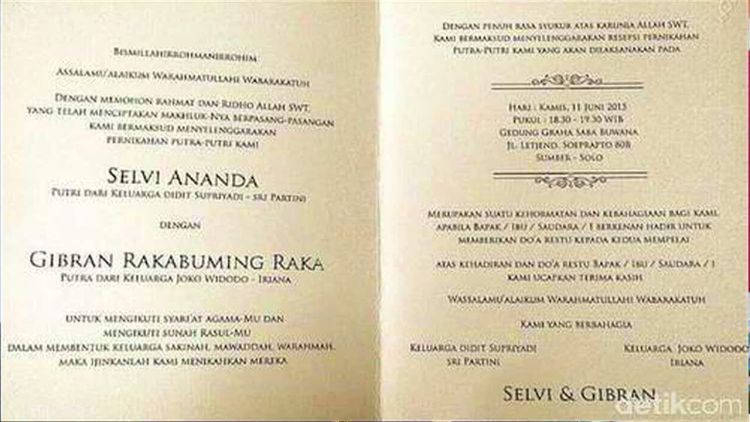 Bismillahirrohmanirrohim
Assalamu'alaikum Warahmatullahi Wabarakatuh
Dengan memohon rahmat dan Ridho Allah SWT,
yang telah menciptakan makhluk-Nya berpasang-pasangan
kami bermaksud menyelenggarakan
pernikahan putra-putri kami
Selvi Ananda
Putri dari Keluarga Didit Supriyadi - Sri Partini
dengan
Gibran Rakabuming Raka
Putra dari Keluarga Joko Widodo - Iriana
untuk mengikuti syari'at agama-Mu dan
mengikuti sunah Rasul-Mu
dalam membentuk keluarga sakinah, mawaddah, warahmah,
maka ijinkanlah kami menikahkan mereka
Dengan penuh rasa syukur atas karunia Allah SWT,
Kami bermaksud menyelenggarakan resepsi pernikahan
putra-putri kami yang akan dilaksanakan pada
Hari : Kamis, 11 Juni 2015
Pukul : 18.30 - 19.30 WIB
Gedung Graha Saba Buwana
Jl. Letjend. Soeprapto 80B
Sumber - Solo
Merupakan suatu kehormatan dan kebahagiaan bagi kami,
apabila Bapak / Ibu / Saudara / i berkenan hadir untuk
memberikan do'a restu kepada kedua mempelai
atas kehadiran dan do'a restu Bapak / Ibu / Saudara / i
kami ucapkan terima kasih
Wassalamu'alaikum Warahmatullahi Wabarakatuh
Kami yang berbahagia
Keluarga Didit Supriyadi
Sri Partini
Keluarga Joko Widodo
Iriana
Selvi & Gibran
detikcom